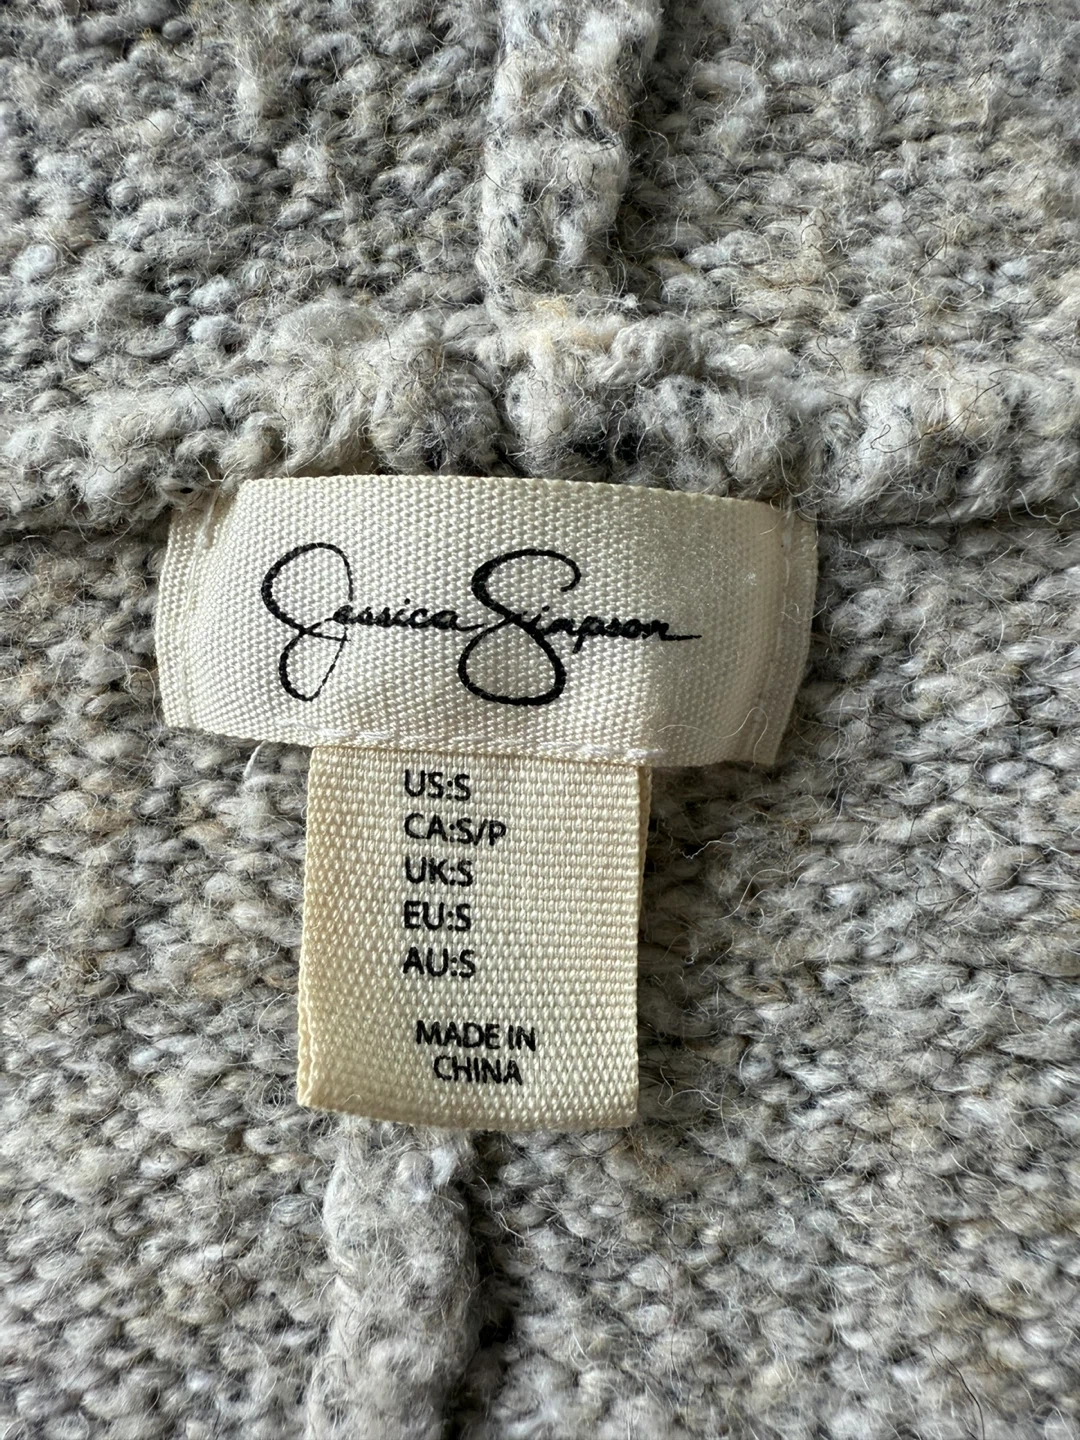 Jessica Simpson
US:S
CA:S/P
UK:S
EU:S
AU:S
MADE IN
CHINA